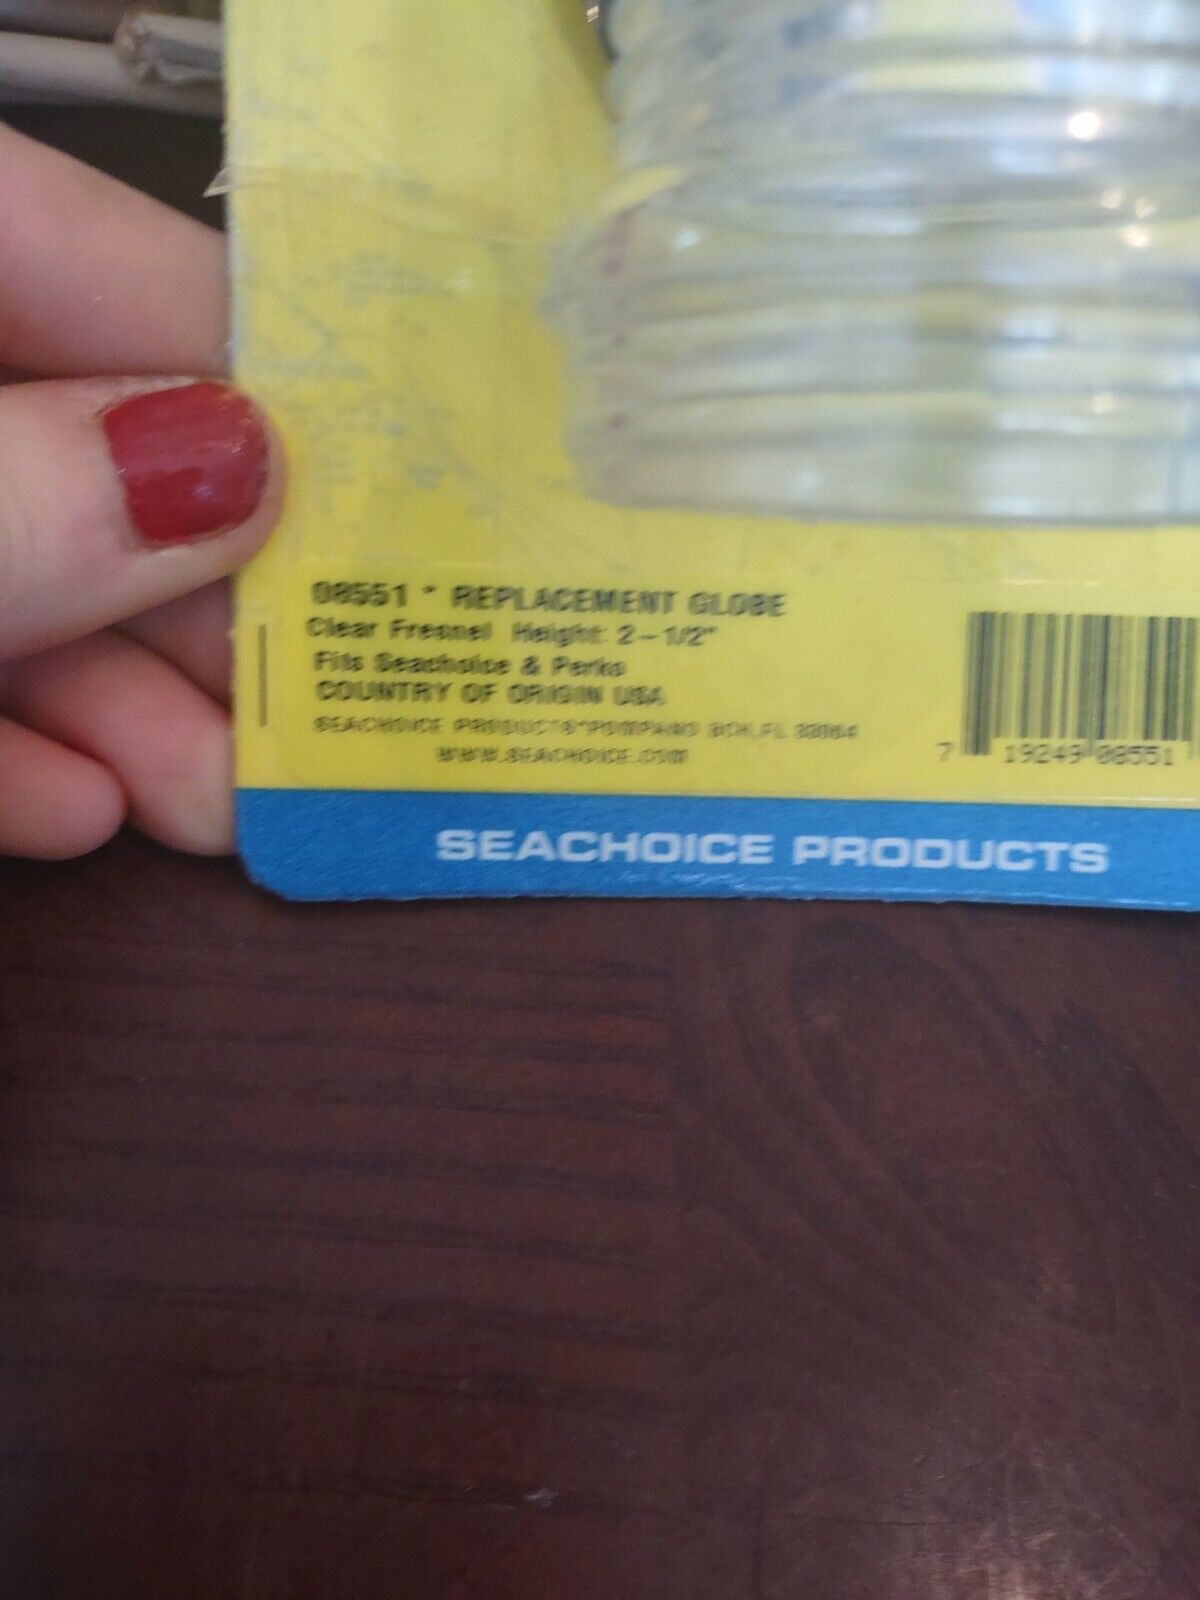 08551 * REPLACEMENT GLOBE
Clear Fresnel Height: 2-1/2"
Fits Seachoice & Perko
COUNTRY OF ORIGIN USA
SEACHOICE PRODUCTS*POMPANO BCH,FL 33064
WWW.SEACHOICE.COM
7 19249 08551
SEACHOICE PRODUCTS